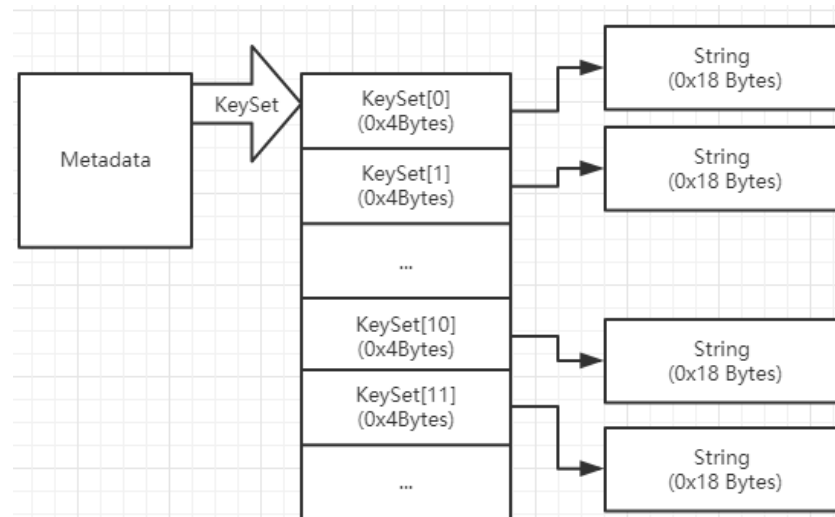 Metadata
KeySet
KeySet[0]
(0x4Bytes)
KeySet[1]
(0x4Bytes)
...
KeySet[10]
(0x4Bytes)
KeySet[11]
(0x4Bytes)
...
String
(0x18 Bytes)
String
(0x18 Bytes)
String
(0x18 Bytes)
String
(0x18 Bytes)